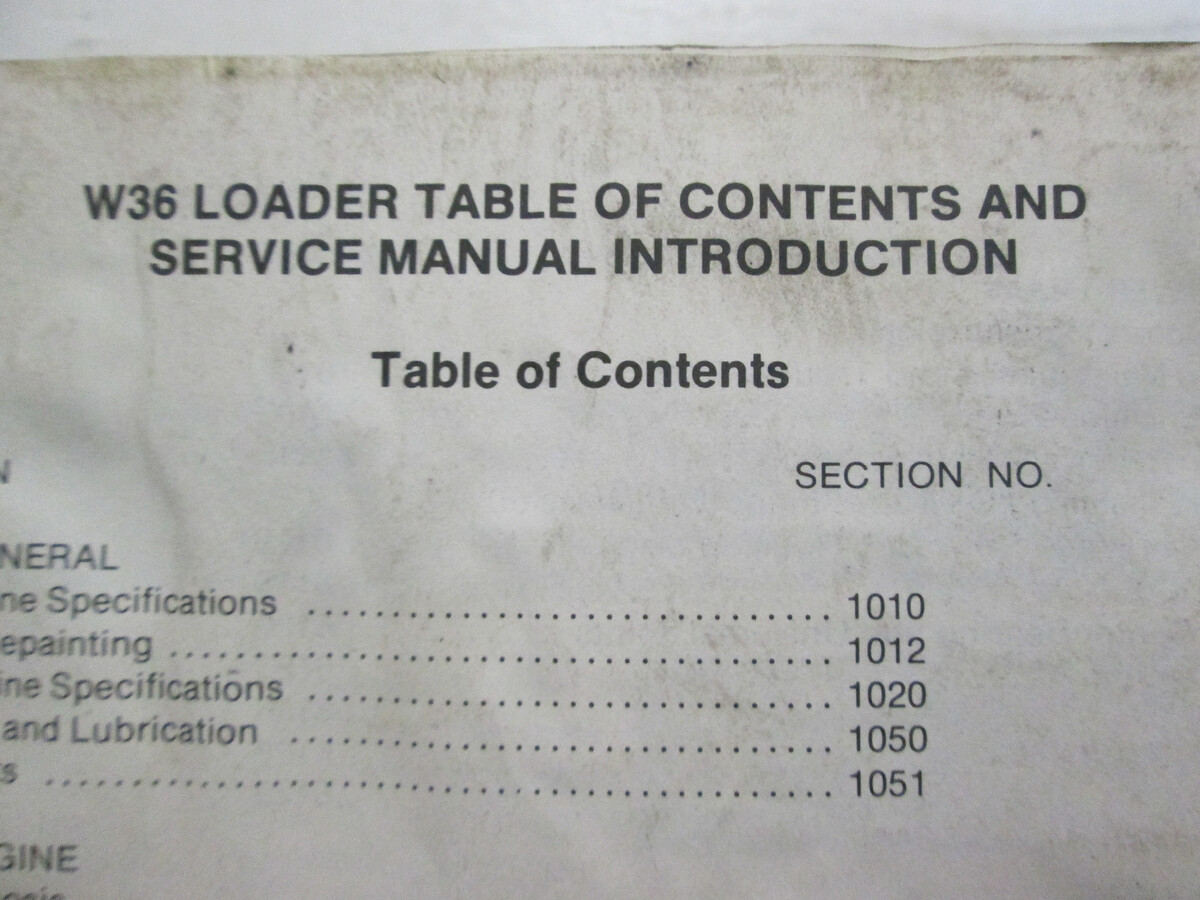 W36 LOADER TABLE OF CONTENTS AND
SERVICE MANUAL INTRODUCTION
Table of Contents
N SECTION NO.
NERAL
ne Specifications ........................................ 1010
epainting ........................................ 1012
ine Specifications ........................................ 1020
and Lubrication ........................................ 1050
s ........................................ 1051
GINE